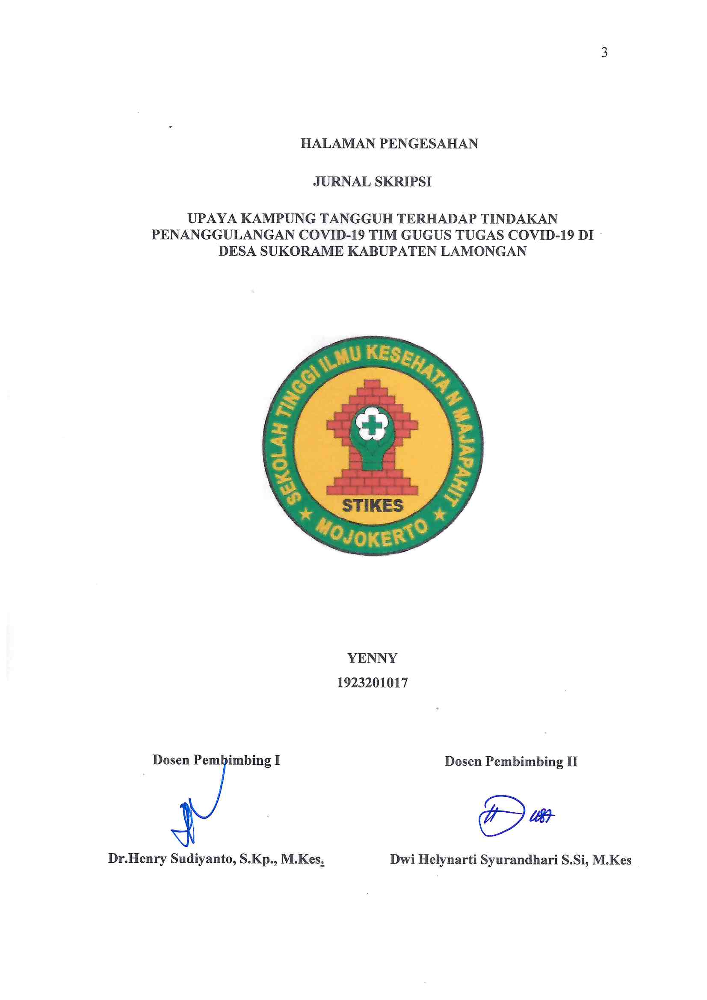 3
HALAMAN PENGESAHAN
JURNAL SKRIPSI
UPAYA KAMPUNG TANGGUH TERHADAP TINDAKAN
PENANGGULANGAN COVID-19 TIM GUGUS TUGAS COVID-19 DI
DESA SUKORAME KABUPATEN LAMONGAN
SEKOLAH TINGGI ILMU KESEHATA N MAJAPAHIT
STIKES
★ MOJOKERTO ★
YENNY
1923201017
Dosen Pembimbing I
Dosen Pembimbing II
Dr.Henry Sudiyanto, S.Kp., M.Kes.
Dwi Helynarti Syurandhari S.Si, M.Kes